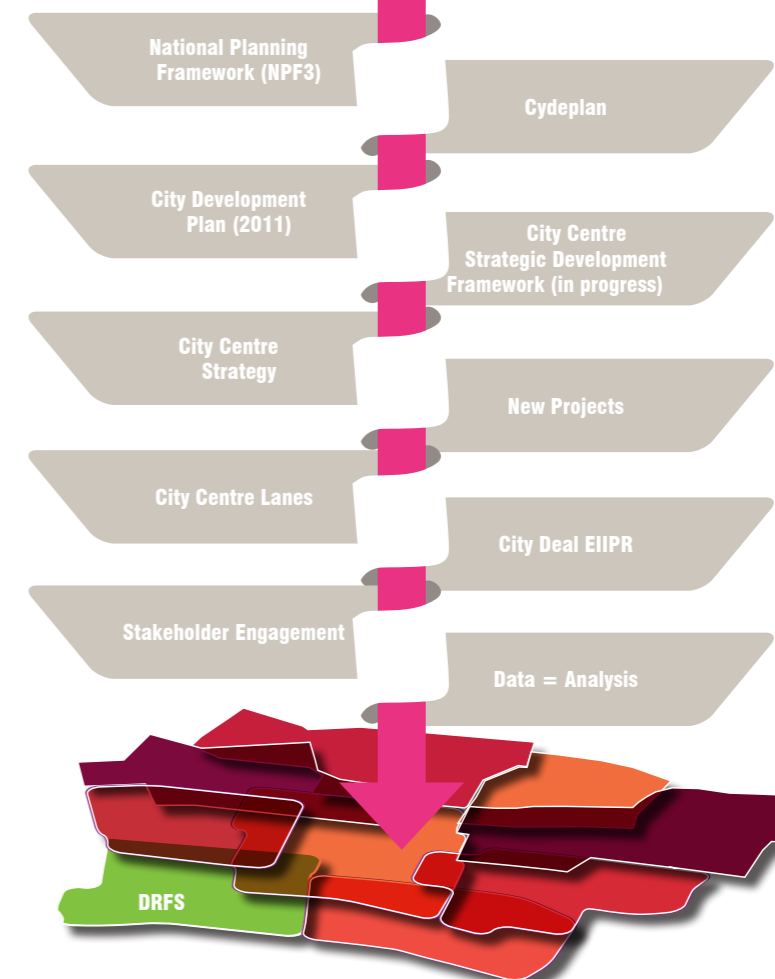 National Planning
Framework (NPF3)
Cydeplan
City Development
Plan (2011)
City Centre
Strategic Development
Framework (in progress)
City Centre
Strategy
New Projects
City Centre Lanes
City Deal EIIPR
Stakeholder Engagement
Data = Analysis
DRFS